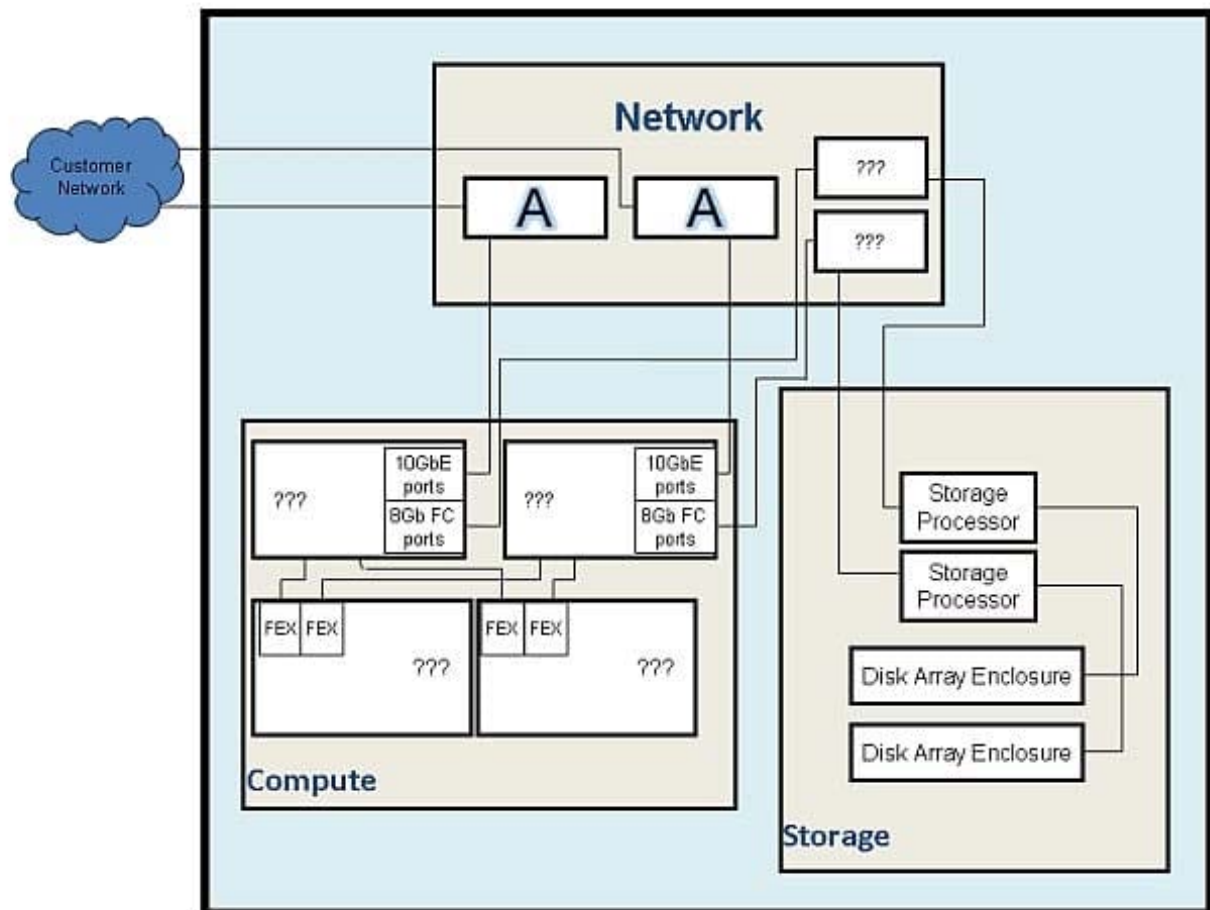 Network
Customer
Network
A
A
???
???
???
10GbE
ports
8Gb FC
ports
???
10GbE
ports
8Gb FC
ports
FEX
FEX
???
FEX
FEX
???
Compute
Storage
Processor
Storage
Processor
Disk Array Enclosure
Disk Array Enclosure
Storage